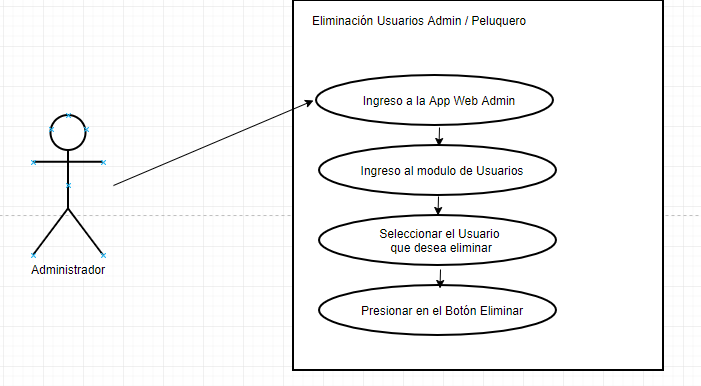 Eliminación Usuarios Admin / Peluquero
Ingreso a la App Web Admin
Ingreso al modulo de Usuarios
Seleccionar el Usuario
que desea eliminar
Presionar en el Botón Eliminar
Administrador